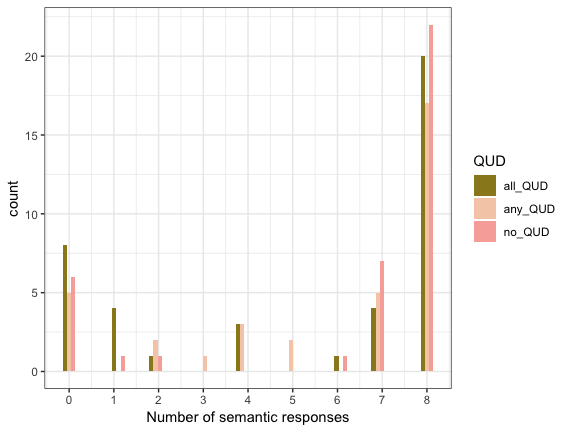 20
15
10
5
0
count
0 1 2 3 4 5 6 7 8
Number of semantic responses
QUD
all_QUD
any_QUD
no_QUD